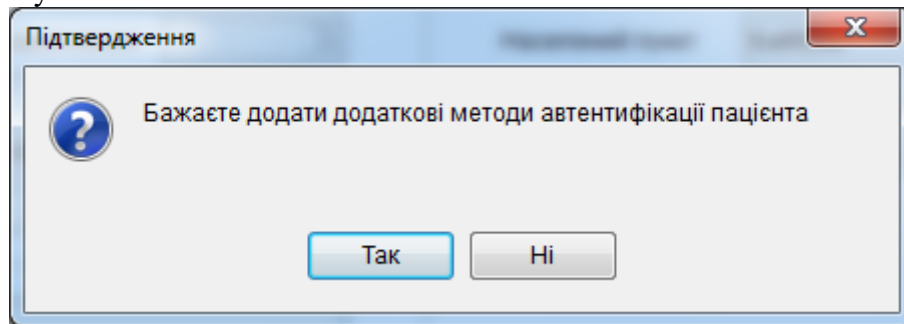 Підтвердження
Бажаєте додати додаткові методи автентифікації пацієнта
Так
Ні